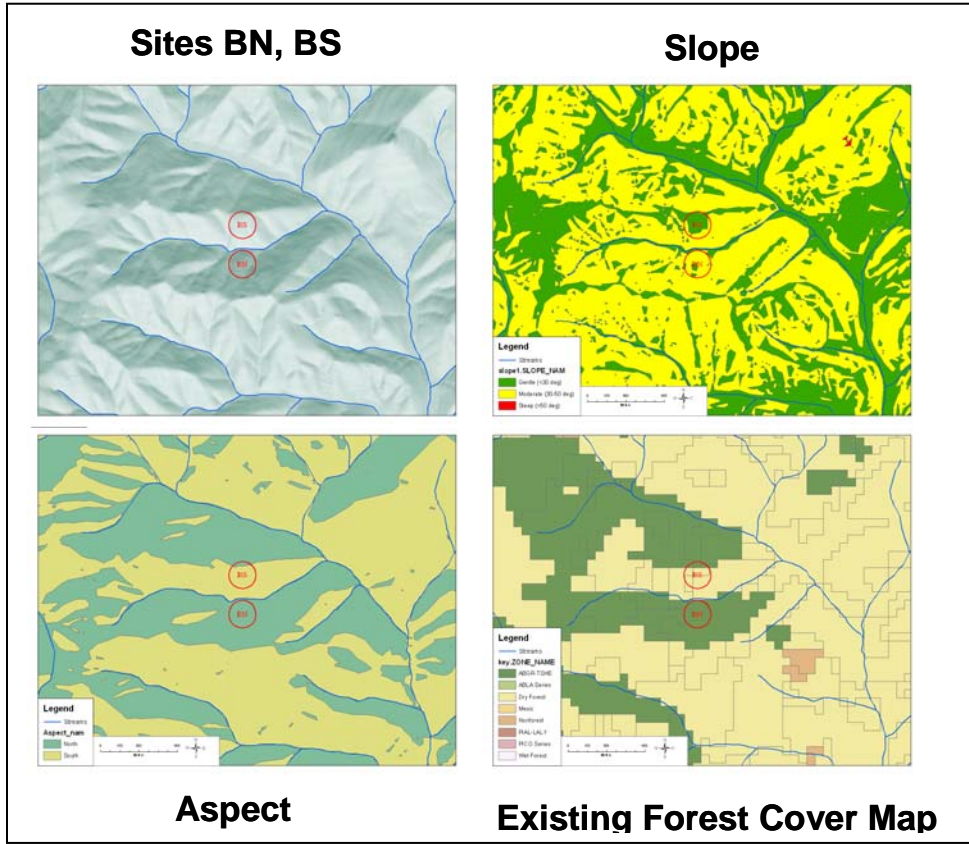 Sites BN, BS
Slope
BS
BN
BS
BN
Legend
Streams
slope1.SLOPE_NAM
Gentle (<30 deg)
Moderate (30-50 deg)
Steep (>50 deg)
BS
BN
Legend
Streams
Aspect_nam
North
South
BS
BN
Legend
Streams
key.ZONE_NAME
ABGR-TSHE
ABLA Series
Dry Forest
Mesic
Nonforest
PIAL-LALY
PICO Series
Wet Forest
Aspect
Existing Forest Cover Map